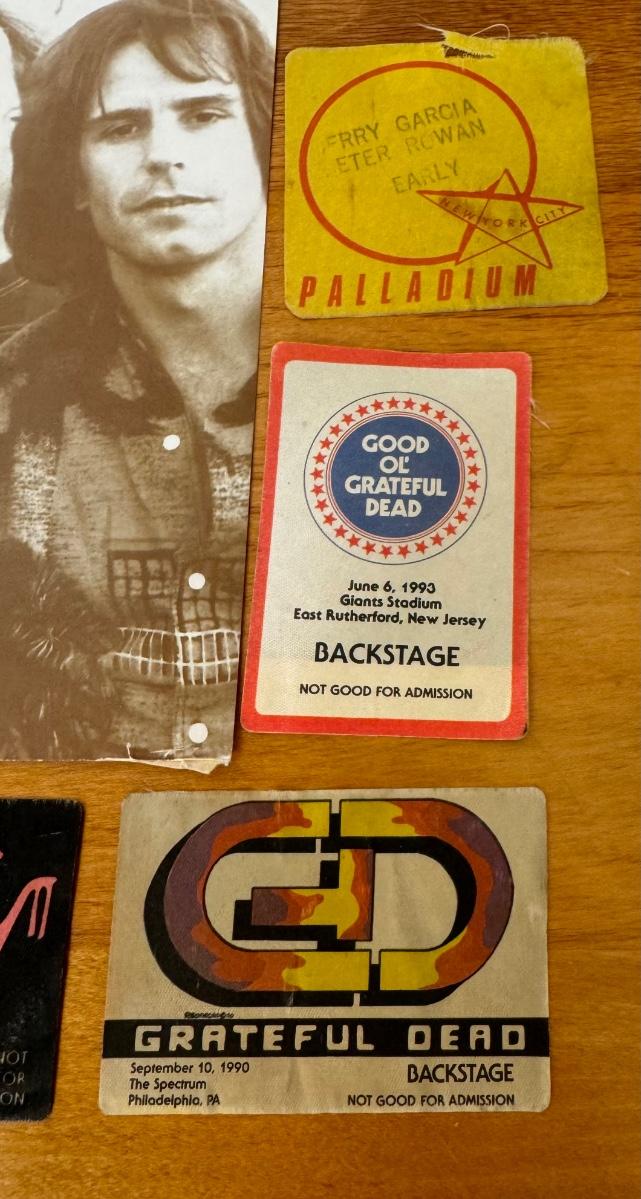 ERRY GARCIA
ETER ROWAN
EARLY
NEW YORK CITY
PALLADIUM
GOOD
OL'
GRATEFUL
DEAD
June 6, 1993
Giants Stadium
East Rutherford, New Jersey
BACKSTAGE
NOT GOOD FOR ADMISSION
GD
GRATEFUL DEAD
September 10, 1990
The Spectrum
Philadelphia, PA
BACKSTAGE
NOT GOOD FOR ADMISSION
NOT
OR
ON